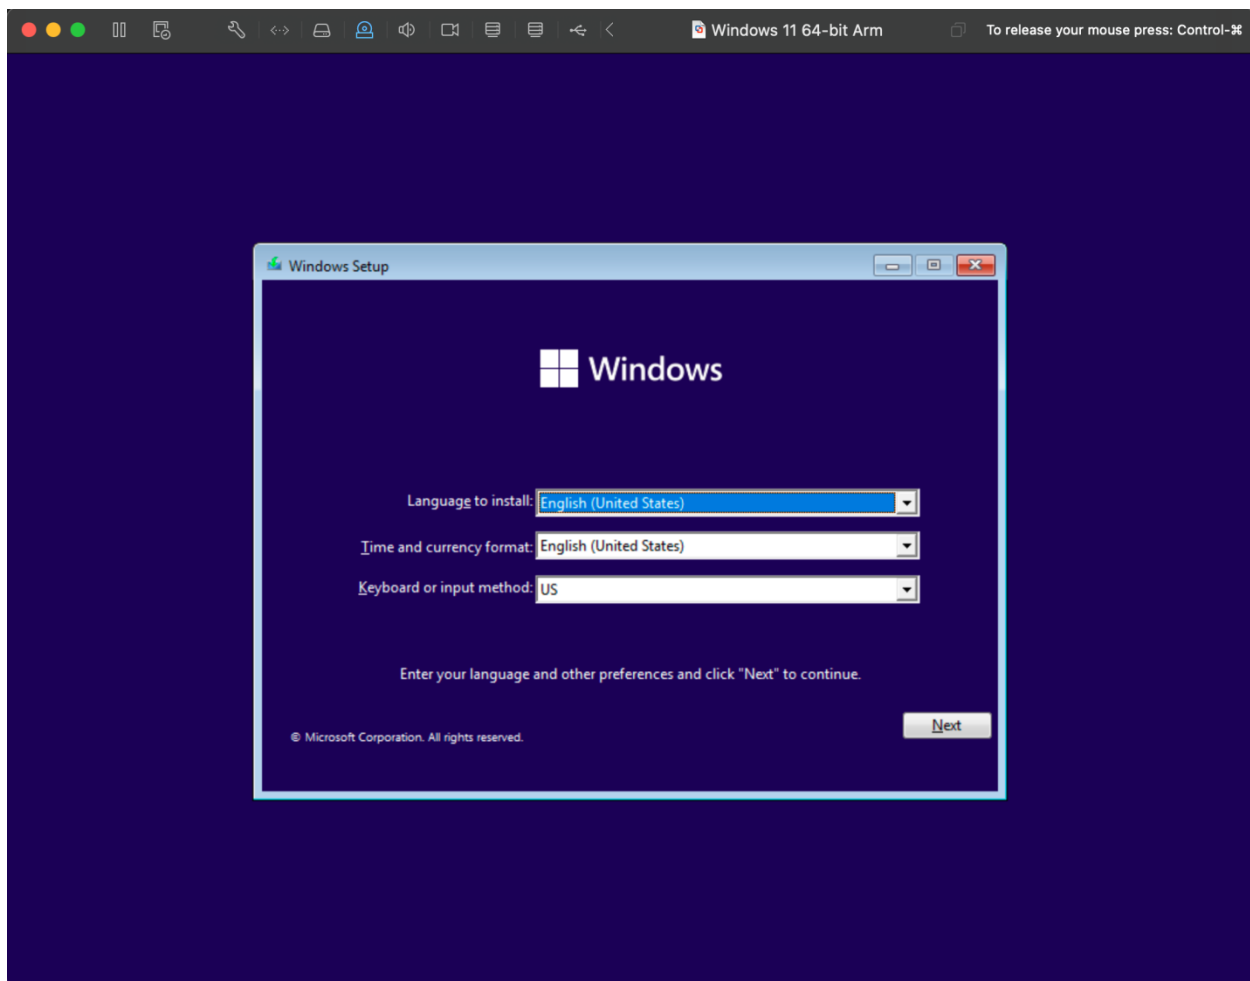 Windows 11 64-bit Arm
To release your mouse press: Control-⌘
Windows Setup
Windows
Language to install: English (United States)
Time and currency format: English (United States)
Keyboard or input method: US
Enter your language and other preferences and click "Next" to continue.
Next
© Microsoft Corporation. All rights reserved.